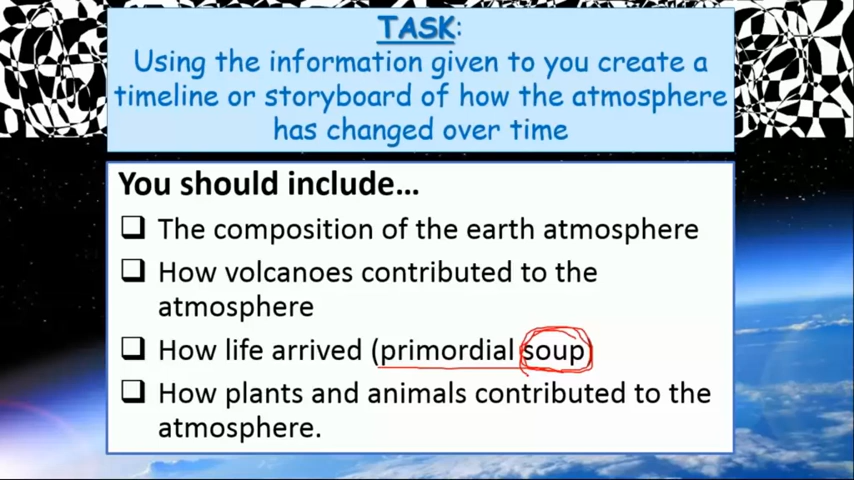 TASK:
Using the information given to you create a
timeline or storyboard of how the atmosphere
has changed over time
You should include...
❑ The composition of the earth atmosphere
❑ How volcanoes contributed to the
atmosphere
❑ How life arrived (primordial soup)
❑ How plants and animals contributed to the
atmosphere.